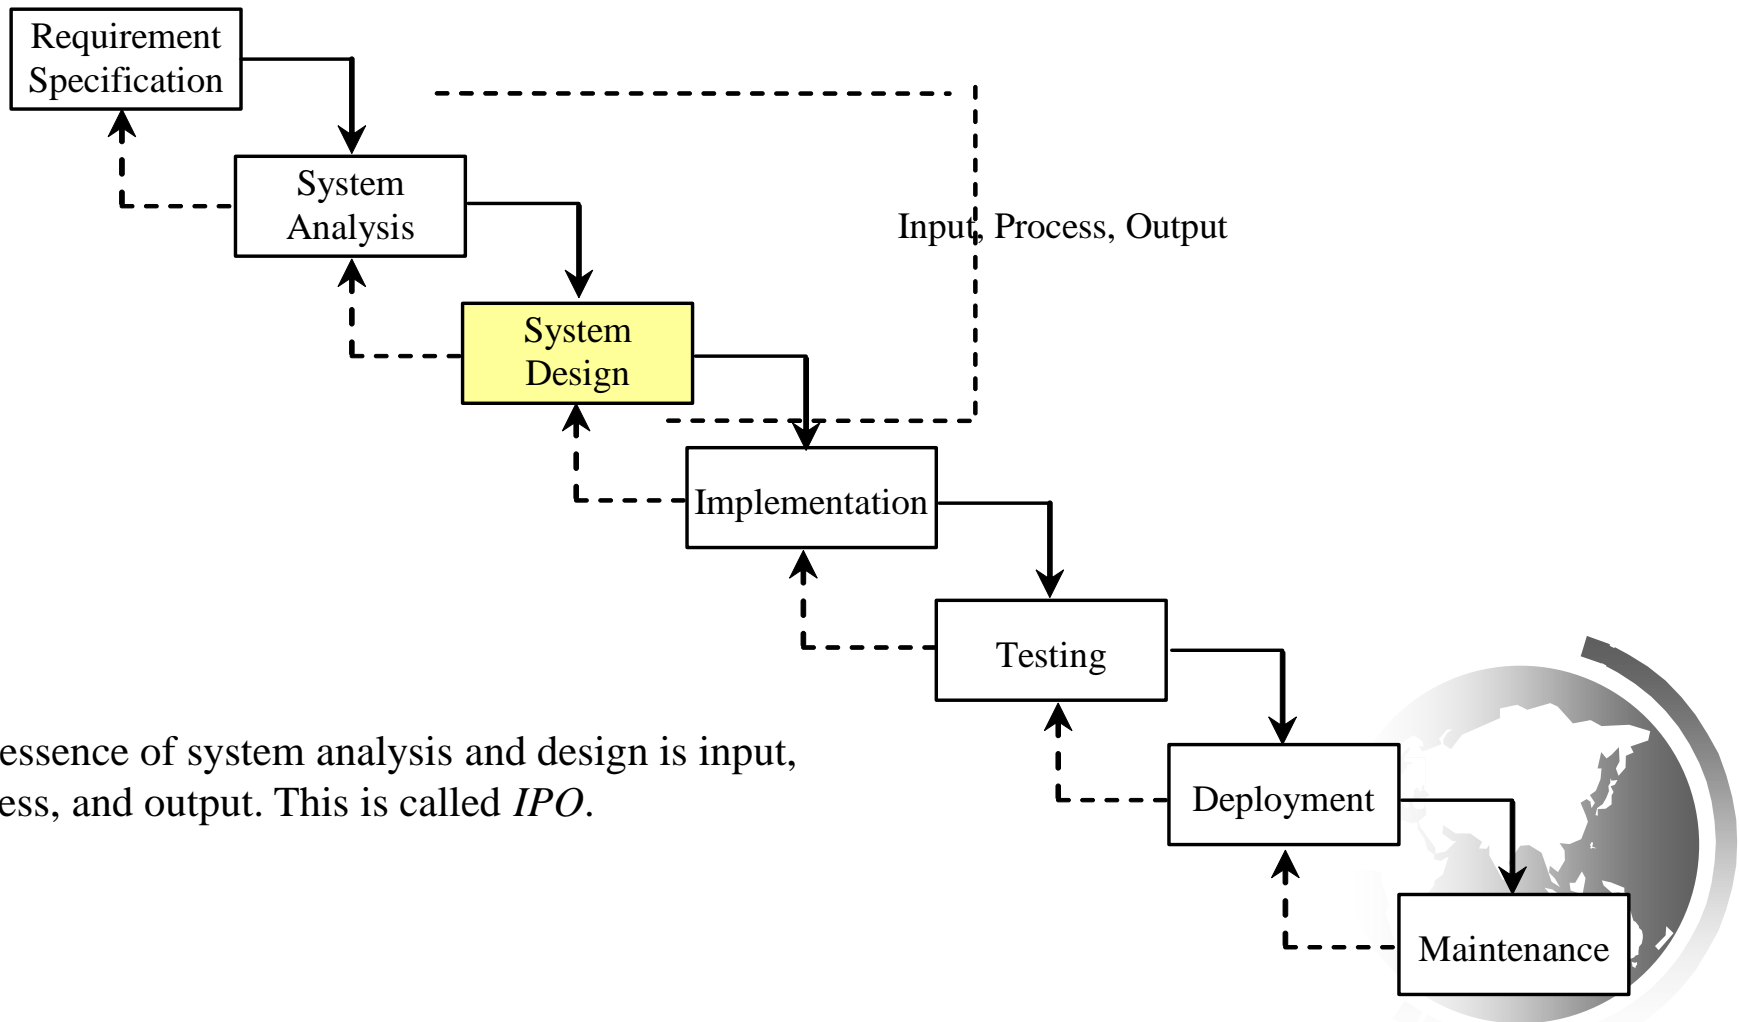 Requirement
Specification
System
Analysis
Input, Process, Output
System
Design
Implementation
Testing
essence of system analysis and design is input,
ess, and output. This is called IPO.
Deployment
Maintenance